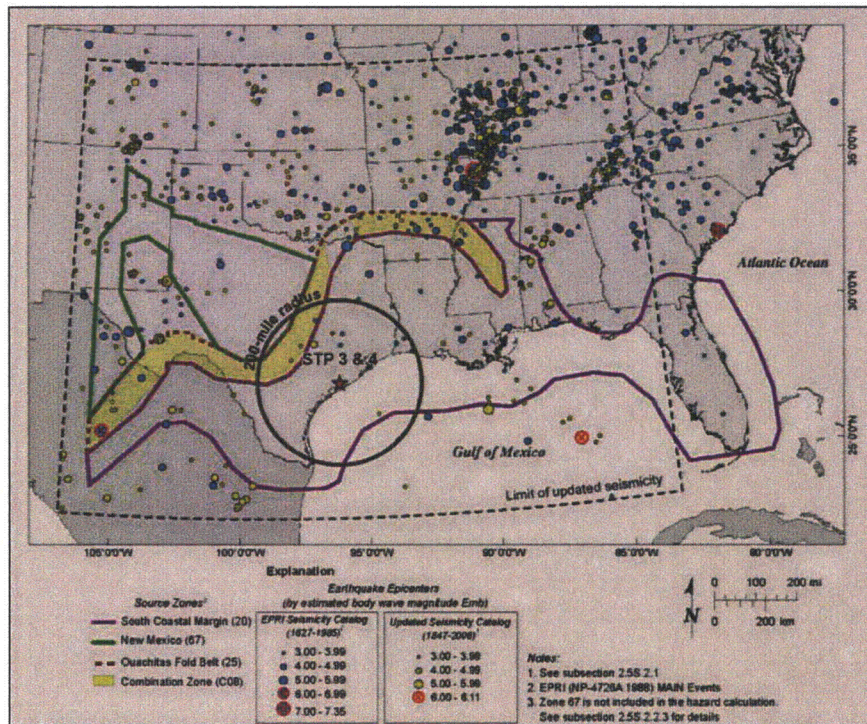 35°0'0"N
30°0'0"N
25°0'0"N
Atlantic Ocean
200-mile radius
STP 3 & 4
Gulf of Mexico
Limit of updated seismicity
105°0'0"W
100°0'0"W
95°0'0"W
90°0'0"W
85°0'0"W
80°0'0"W
Explanation
Source Zones
South Coastal Margin (20)
New Mexico (67)
Ouachitas Fold Belt (25)
Combination Zone (C08)
Earthquake Epicenters
(by estimated body wave magnitude Emb)
EPRI Seismicity Catalog
(1627-1985)
3.00 - 3.99
4.00 - 4.99
5.00 - 5.99
6.00 - 6.99
7.00 - 7.35
Updated Seismicity Catalog
3.00 - 3.99
4.00 - 4.99
5.00 - 5.99
6.00 - 6.11
N
0 100 200 mi
0 200 km
Notes:
1. See subsection 2.5S.2.1
2. EPRI (NP-4726A 1988) MAIN Events
3. Zone 67 is not included in the hazard calculation.
See subsection 2.5S.2.2.3 for details